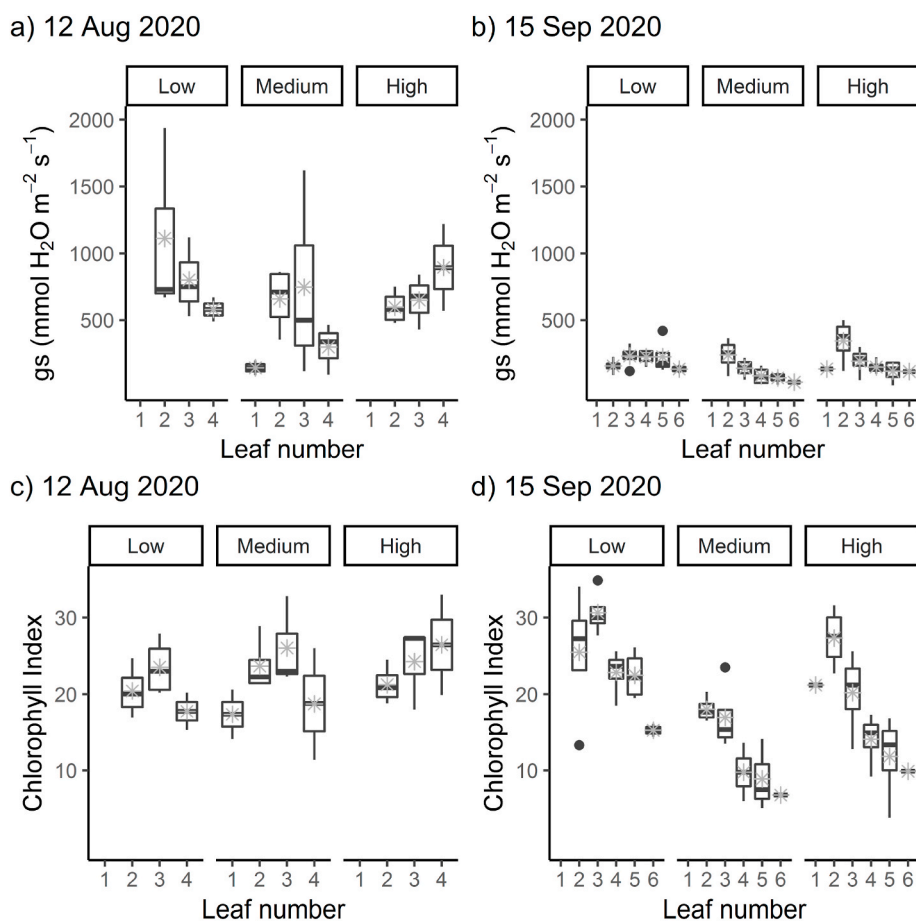 a) 12 Aug 2020
Low Medium High
gs (mmol H₂O m⁻² s⁻¹)
2000
1500
1000
500
1 2 3 4 1 2 3 4 1 2 3 4
Leaf number
b) 15 Sep 2020
Low Medium High
gs (mmol H₂O m⁻² s⁻¹)
2000
1500
1000
500
1 2 3 4 5 6 1 2 3 4 5 6 1 2 3 4 5 6
Leaf number
c) 12 Aug 2020
Low Medium High
Chlorophyll Index
30
20
10
1 2 3 4 1 2 3 4 1 2 3 4
Leaf number
d) 15 Sep 2020
Low Medium High
Chlorophyll Index
30
20
10
1 2 3 4 5 6 1 2 3 4 5 6 1 2 3 4 5 6
Leaf number